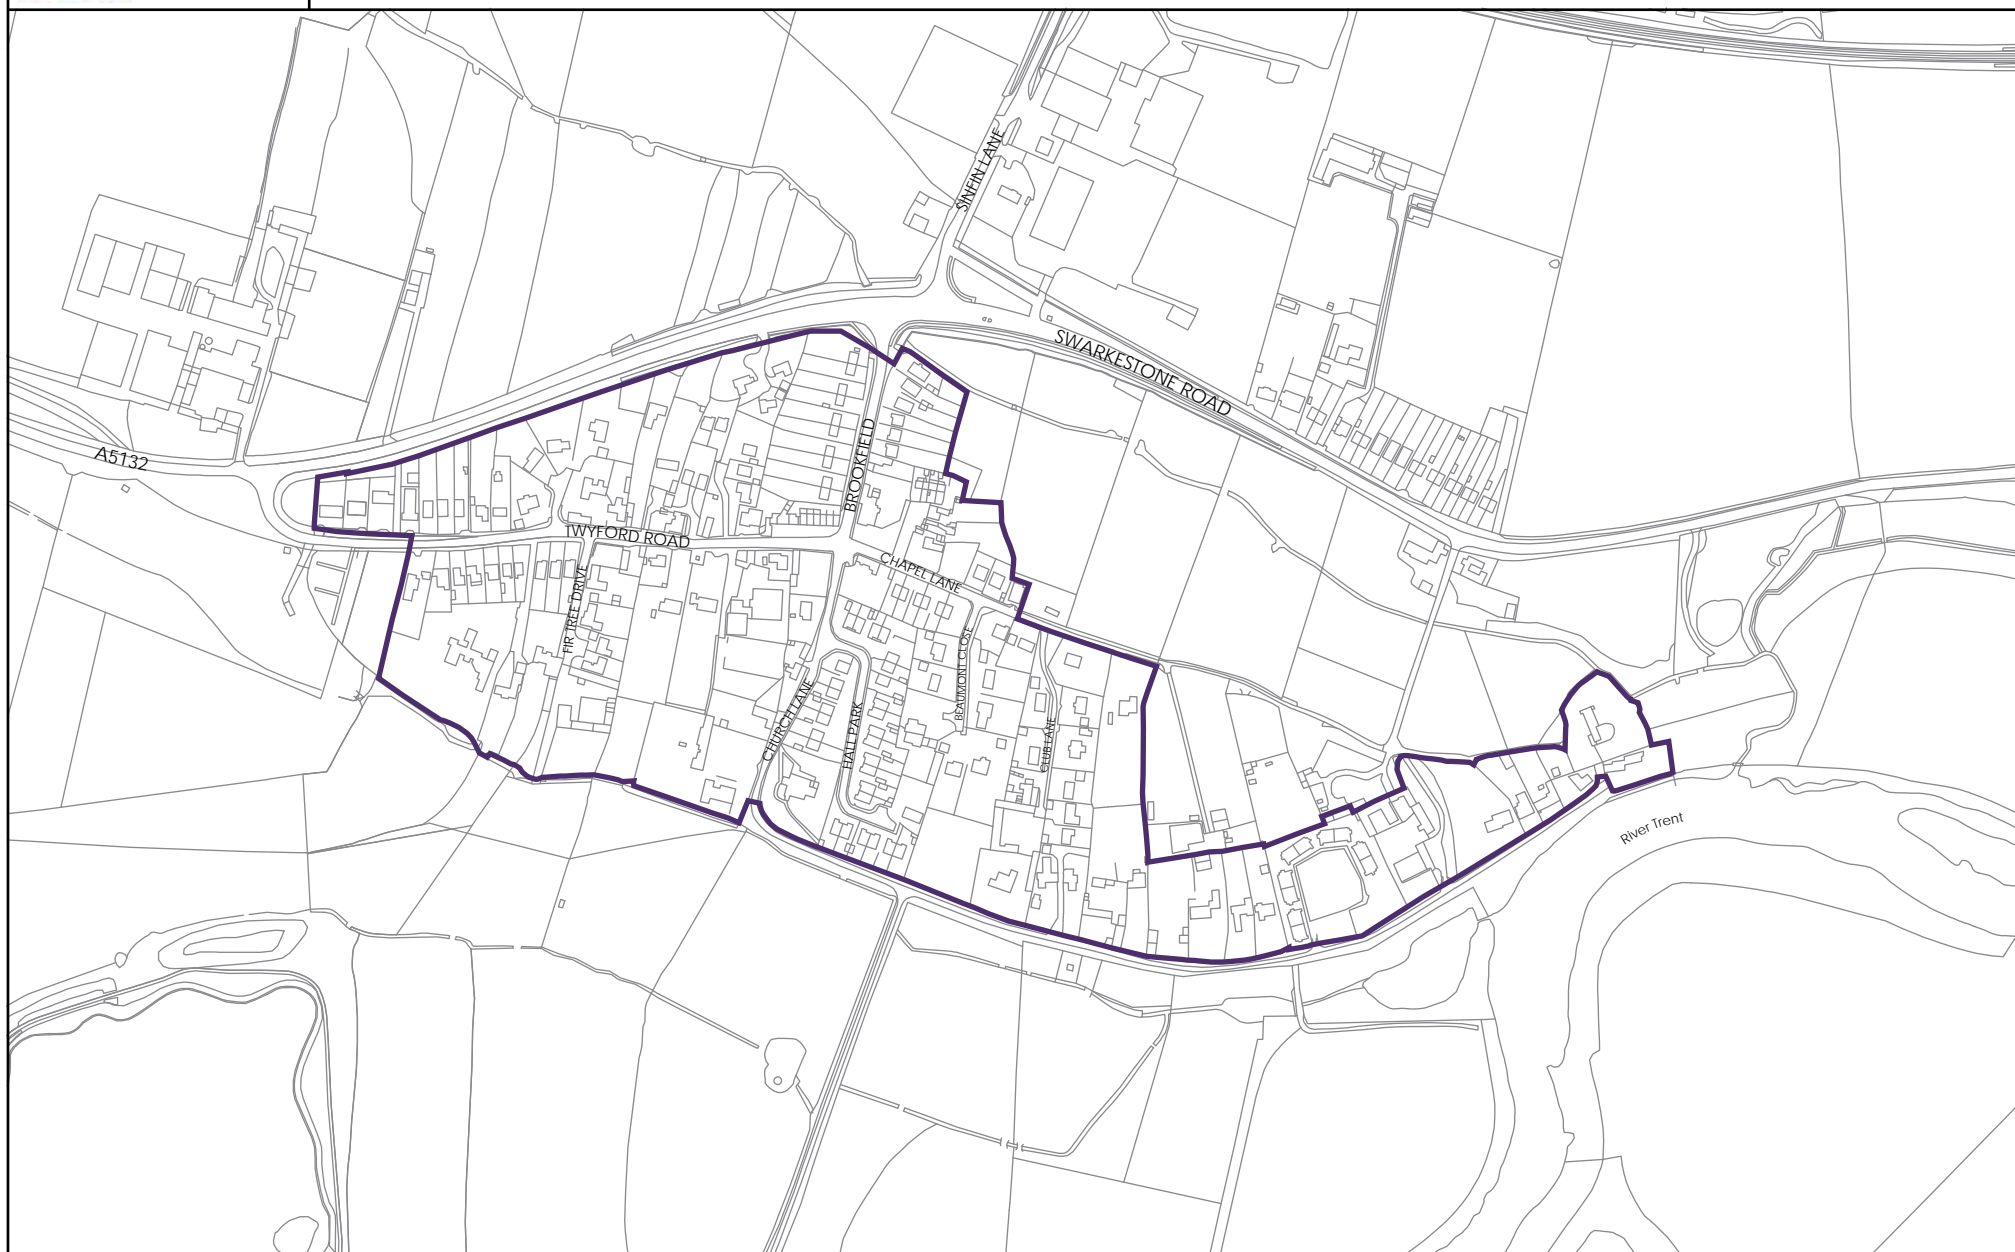 SINFIN LANE
SWARKESTONE ROAD
A5132
BROOKFIELD
TWYFORD ROAD
CHAPEL LANE
FIR TREE DRIVE
BEAUMONT CLOSE
CHURCH LANE
HALL PARK
CLUB LANE
River Trent